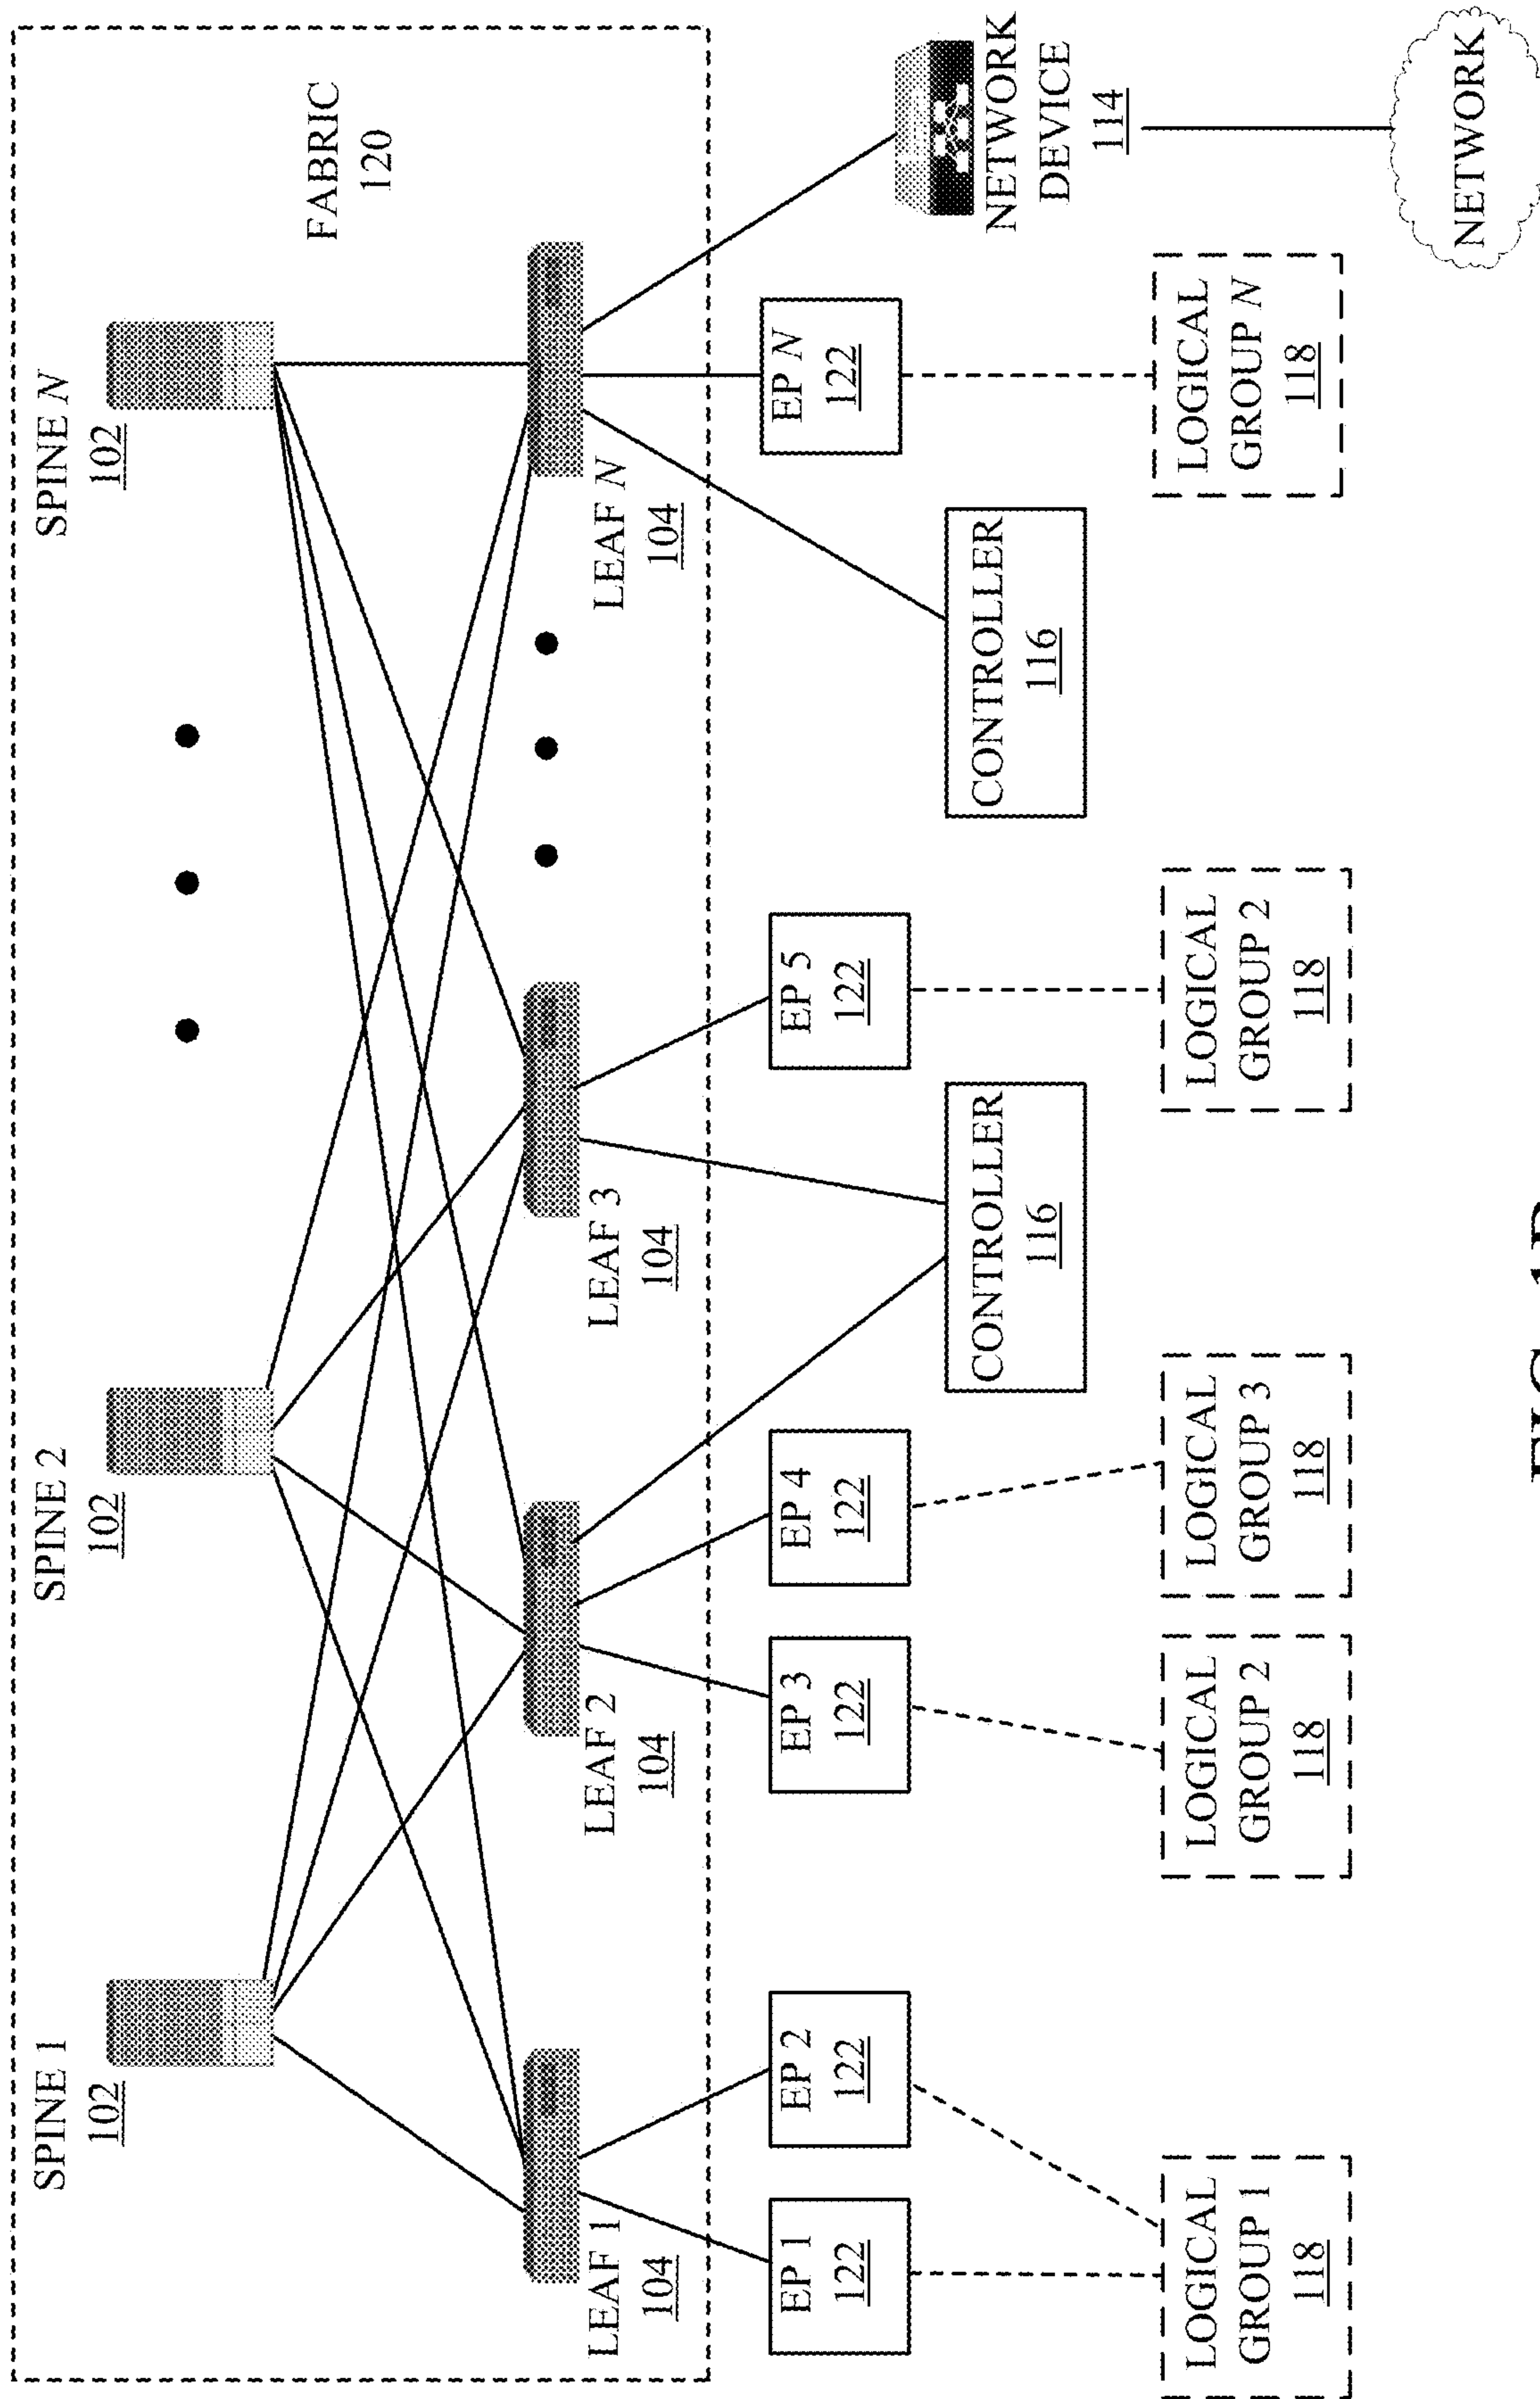 SPINE 1
102
SPINE 2
102
SPINE N
102
FABRIC
120
LEAF 1
104
LEAF 2
104
LEAF 3
104
LEAF N
104
EP 1
122
EP 2
122
EP 3
122
EP 4
122
EP 5
122
EP N
122
CONTROLLER
116
CONTROLLER
116
NETWORK
DEVICE
114
LOGICAL
GROUP 1
118
LOGICAL
GROUP 2
118
LOGICAL
GROUP 3
118
LOGICAL
GROUP 2
118
LOGICAL
GROUP N
118
NETWORK